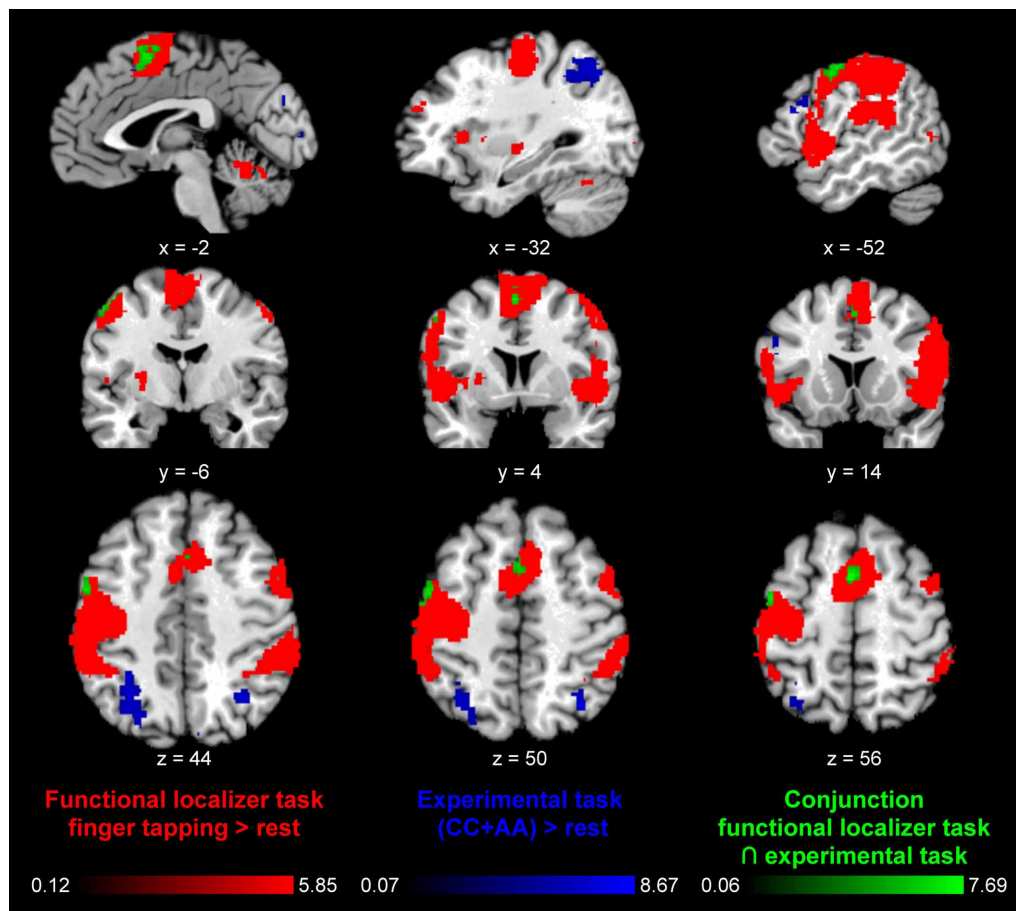 x = -2
x = -32
x = -52
y = -6
y = 4
y = 14
z = 44
z = 50
z = 56
Functional localizer task
finger tapping > rest
Experimental task
(CC+AA) > rest
Conjunction
functional localizer task
∩ experimental task
0.12 5.85
0.07 8.67
0.06 7.69